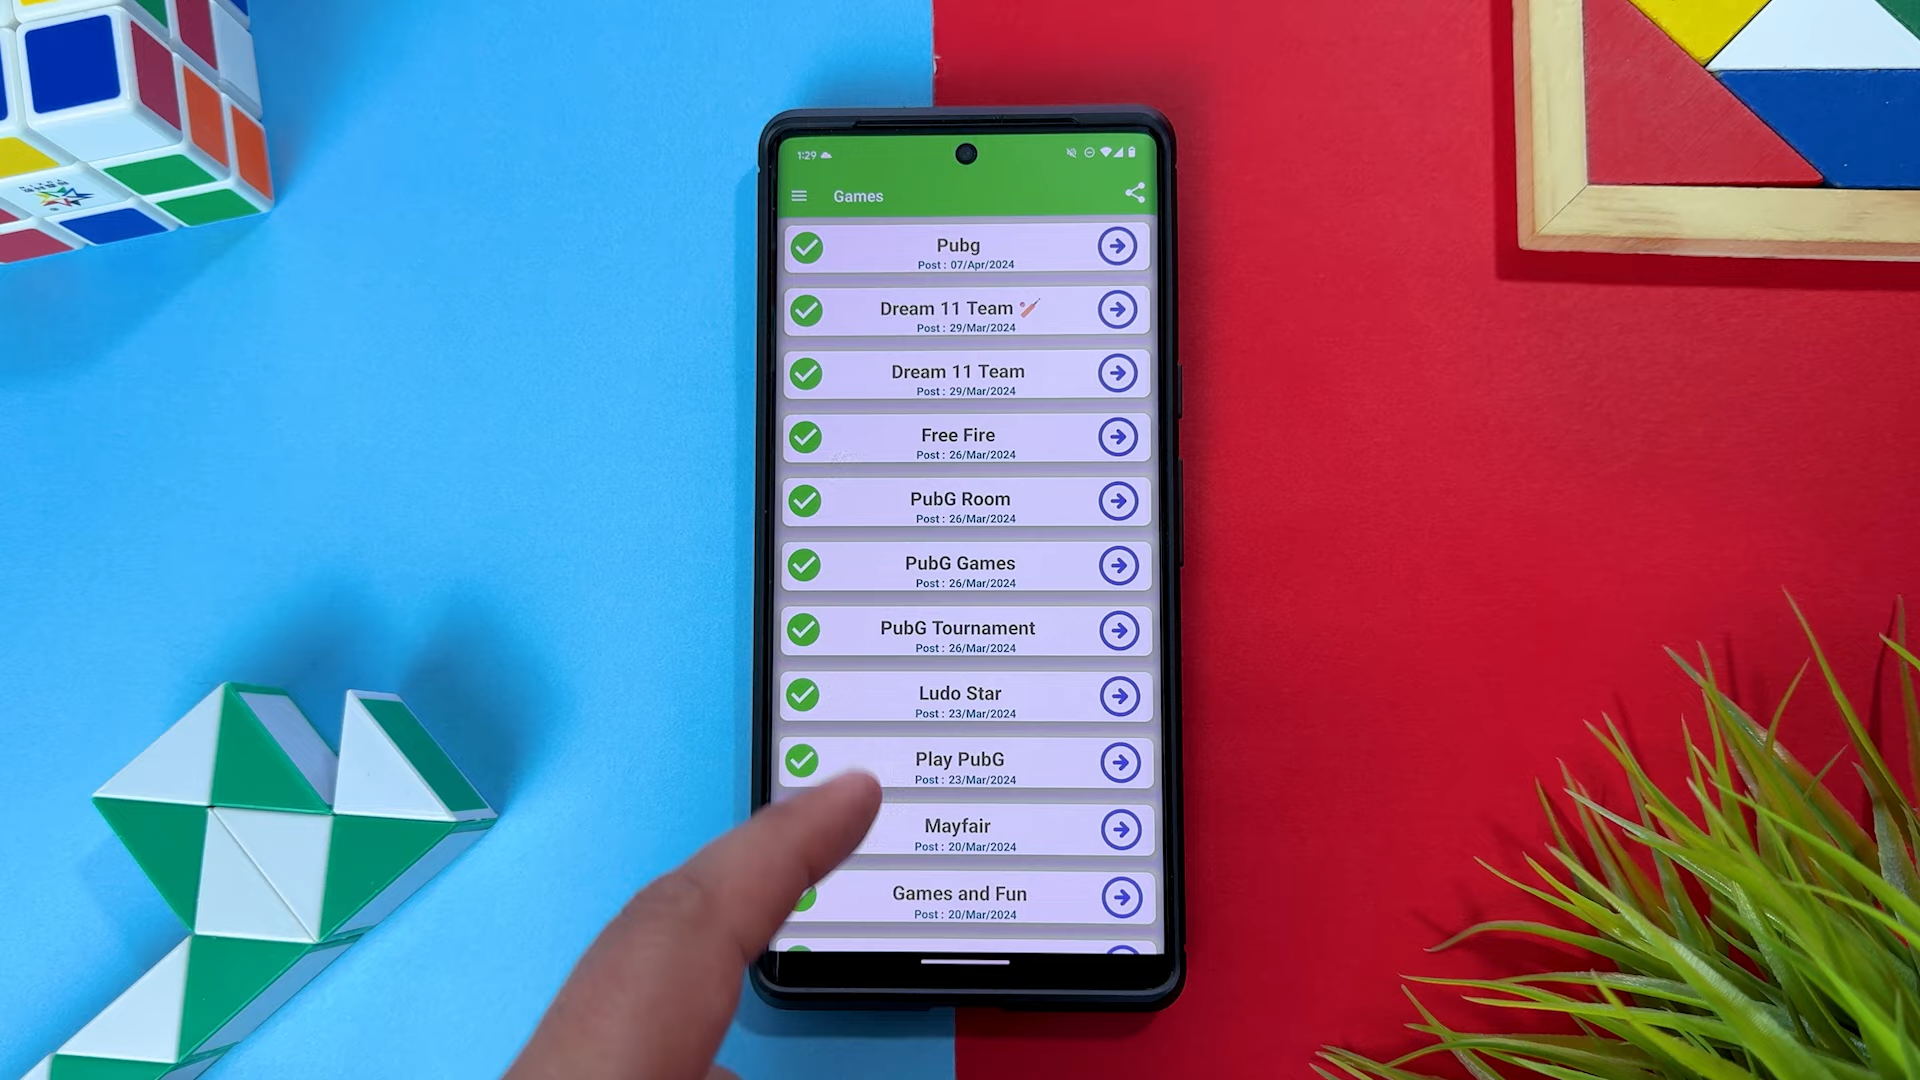 1:29
Games
Pubg
Post : 07/Apr/2024
Dream 11 Team 🏏
Post : 29/Mar/2024
Dream 11 Team
Post : 29/Mar/2024
Free Fire
Post : 26/Mar/2024
PubG Room
Post : 26/Mar/2024
PubG Games
Post : 26/Mar/2024
PubG Tournament
Post : 26/Mar/2024
Ludo Star
Post : 23/Mar/2024
Play PubG
Post : 23/Mar/2024
Mayfair
Post : 20/Mar/2024
Games and Fun
Post : 20/Mar/2024